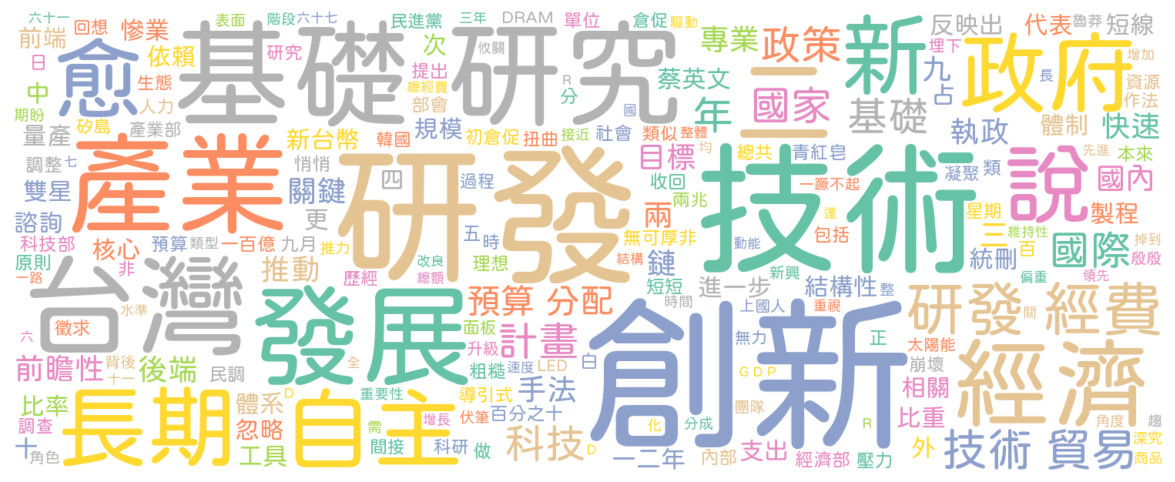 六十一 回想 慘業 表面 階段 六十七 民進黨 三年 DRAM 單位 倉促 驅動 反映出 代表 魯莽 短線
前端 依賴 基礎 研究 次 攸關 專業 政策 新 埋下 政府 增加
日 愈 生態 研究 提出 總經費 R 蔡英文 一 國家 九 長 資源
中 人力 部會 分 年 占 作法
期盼 矽島 產業部 新台幣 韓國 規模 初倉促 扭曲 接近 國 社會 類似 整體 基礎 執政 體制 快速
量產 產業 悄悄 研發 目標 均 總共 青紅皂 技術 凝聚 類 說 先進 本來
調整 七 四 過程 收回 兩兆 一蹶不起 國內
雙星 關鍵 更 兩 達 包括 星期 三 維持性 製程
諮詢 科技部 核心 預算 類型 一百億 九月 推力 五 時 無可厚非 動能 百 國際 掉到
原則 非 推動 歷經 改良 理想 結構 鏈 新興 統刪 殷殷
一路 台灣 總額 短短 進一步 結構性 整 偏重 領先
水準 發展 預算 分配 時間 上國人 重視 研發 間 經費
六 徵求 面板 計畫 創新 無力 正 太陽能
前瞻性 背後 後端 升級 白 崩壞 經濟
十一 民調 全 粗糙 速度 LED GDP
長期 體系 D 自主 重要性 導引式 手法 團隊 相關
比率 調查 忽略 需 增長 伏筆 百分之十 化 分成 R 比重 角度 趨
十 角色 工具 間接 科研 做 科技 D 一二年 內部 支出 經濟部 壓力 外 技術 貿易 深究
商品